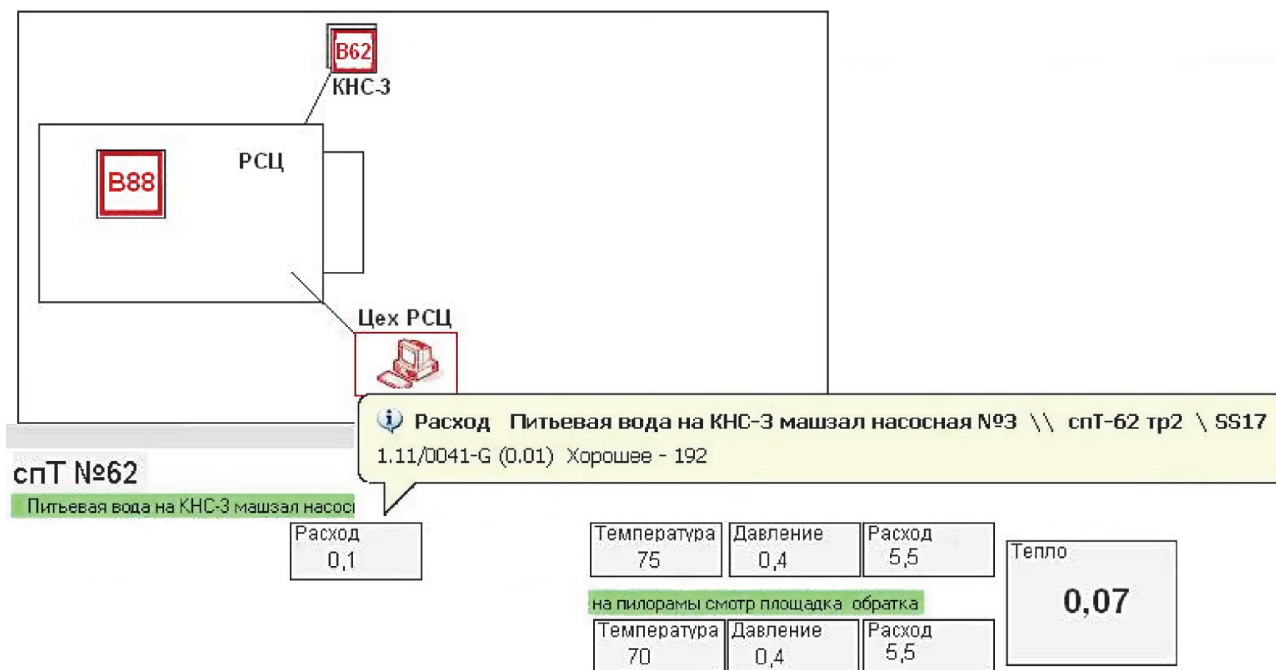 В62
КНС-3
РСЦ
В88
Цех РСЦ
Расход Питьевая вода на КНС-3 машзал насосная №3 \\ спТ-62 тр2 \ SS17
1.11/0041-G (0.01) Хорошее - 192
спТ №62
Питьевая вода на КНС-3 машзал насос
Расход
0,1
Температура Давление Расход
75 0,4 5,5
Тепло
0,07
на пилорамы смотр площадка обратка
Температура Давление Расход
70 0,4 5,5